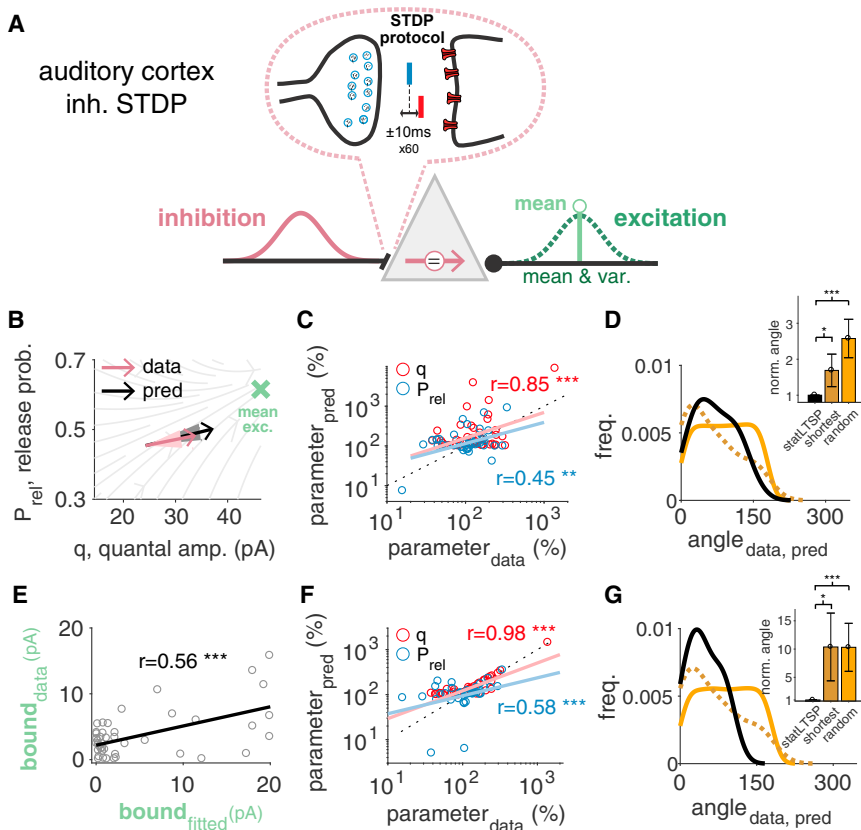 A
auditory cortex
inh. STDP
STDP
protocol
±10ms
x60
inhibition
=
mean
excitation
mean & var.
B
P_rel, release prob.
0.7
0.5
0.3
data
pred
mean
exc.
20
30
40
q, quantal amp. (pA)
C
parameter_pred (%)
q
P_rel
r=0.85 ***
r=0.45 **
10^3
10^2
10^1
10^1
10^2
10^3
parameter_data (%)
D
freq.
0.01
0.005
0
0
150
300
angle_data, pred
norm. angle
3
2
1
***
*
statLTSP
shortest
random
E
bound_data (pA)
20
10
0
r=0.56 ***
0
10
20
bound_fitted (pA)
F
parameter_pred (%)
q
P_rel
r=0.98 ***
r=0.58 ***
10^3
10^2
10^1
10^1
10^2
10^3
parameter_data (%)
G
freq.
0.01
0.005
0
0
150
300
angle_data, pred
norm. angle
15
10
5
1
***
*
statLTSP
shortest
random